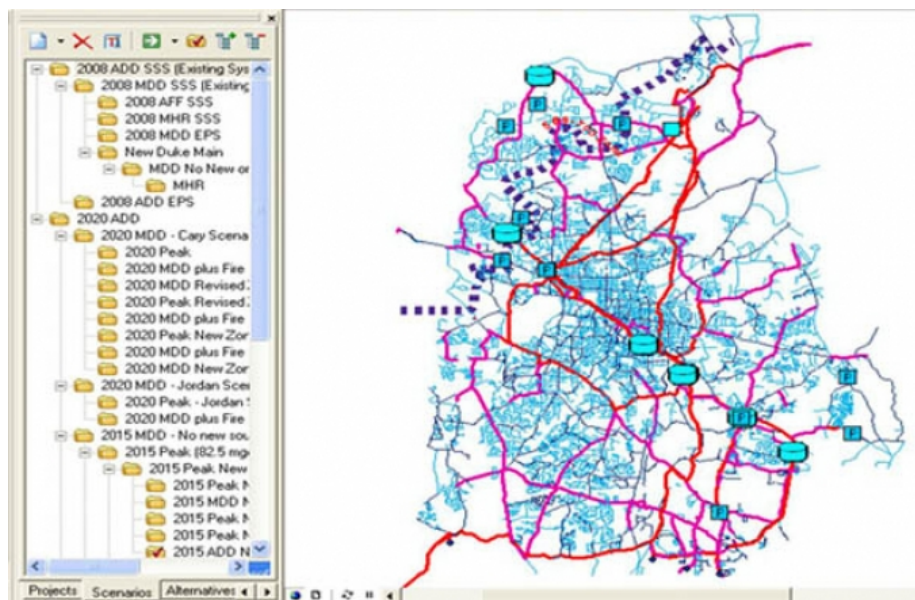 2008 ADD SSS (Existing Sys
2008 MDD SSS (Existing
2008 AFF SSS
2008 MHR SSS
2008 MDD EPS
New Duke Main
MDD No New or
MHR
2008 ADD EPS
2020 ADD
2020 MDD - Cary Scena
2020 Peak
2020 MDD plus Fire
2020 MDD Revised
2020 Peak Revised
2020 MDD plus Fire
2020 Peak New Zor
2020 MDD plus Fire
2020 MDD New Zor
2020 MDD - Jordan Scer
2020 Peak - Jordan S
2020 MDD plus Fire
2015 MDD - No new sou
2015 Peak (82.5 mg
2015 Peak New
2015 Peak N
2015 MDD N
2015 Peak N
2015 Peak N
2015 ADD N
Projects Scenarios Alternatives